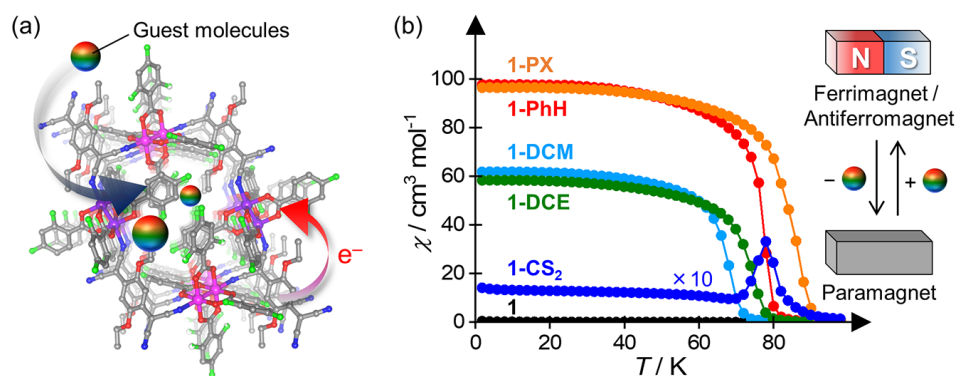 (a)
Guest molecules
e⁻
(b)
χ / cm³ mol⁻¹
100
80
60
40
20
0
1-PX
1-PhH
1-DCM
1-DCE
1-CS₂
×10
1
0
20
40
60
80
T / K
N S
Ferrimagnet /
Antiferromagnet
− +
Paramagnet